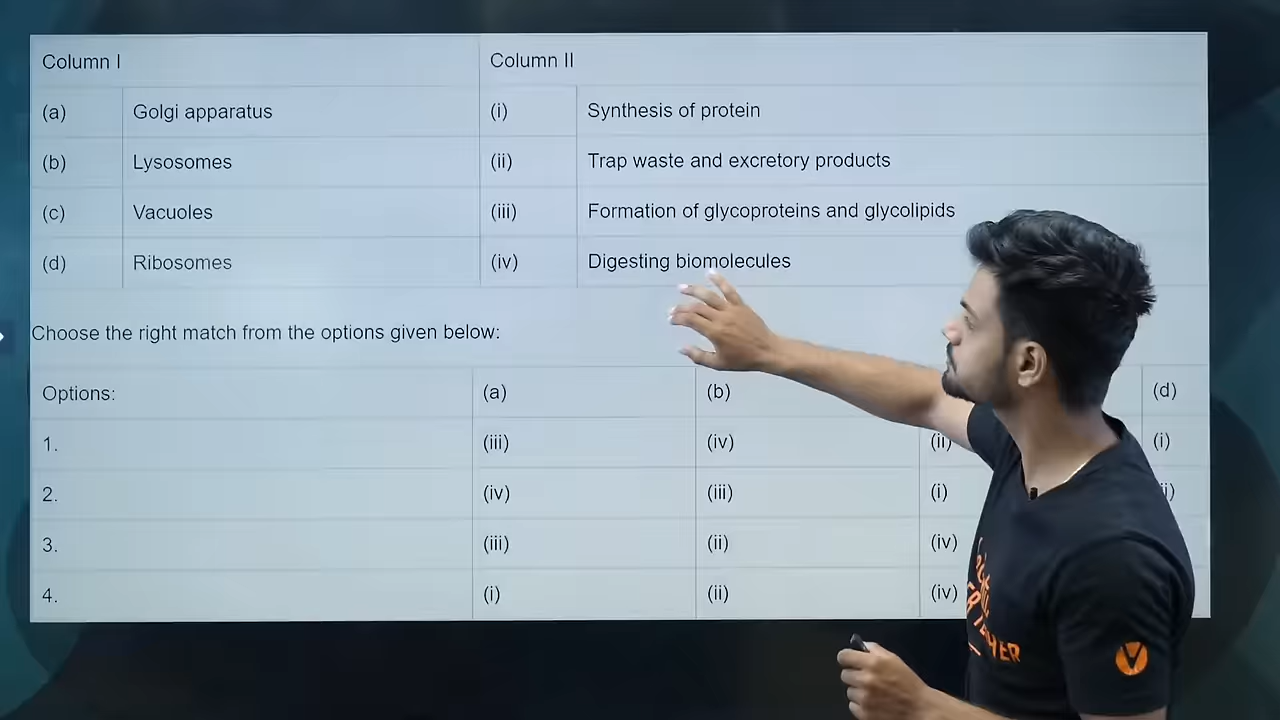 Column I Column II
(a) Golgi apparatus (i) Synthesis of protein
(b) Lysosomes (ii) Trap waste and excretory products
(c) Vacuoles (iii) Formation of glycoproteins and glycolipids
(d) Ribosomes (iv) Digesting biomolecules
Choose the right match from the options given below:
Options: (a) (b) (d)
1. (iii) (iv) (ii) (i)
2. (iv) (iii) (i)
3. (iii) (ii) (iv)
4. (i) (ii) (iv)